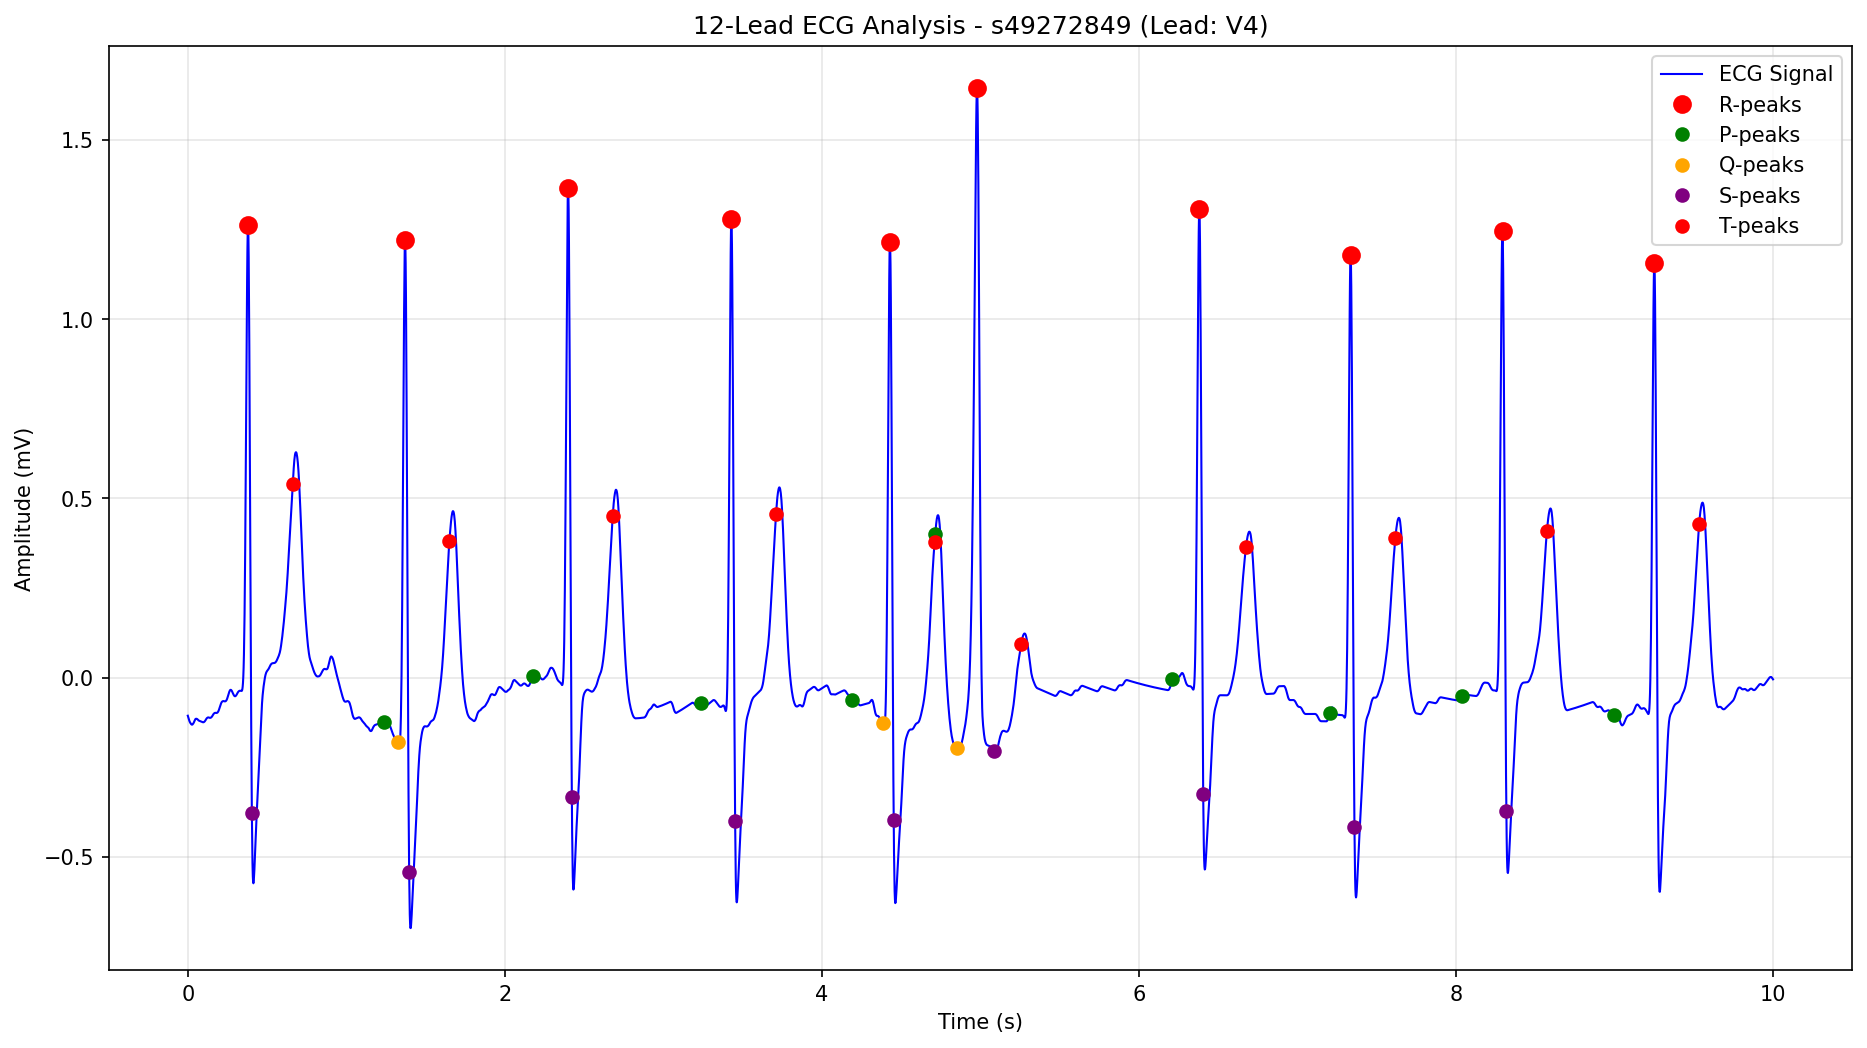 12-Lead ECG Analysis - s49272849 (Lead: V4)
ECG Signal
R-peaks
P-peaks
Q-peaks
S-peaks
T-peaks
Amplitude (mV)
1.5
1.0
0.5
0.0
−0.5
0 2 4 6 8 10
Time (s)